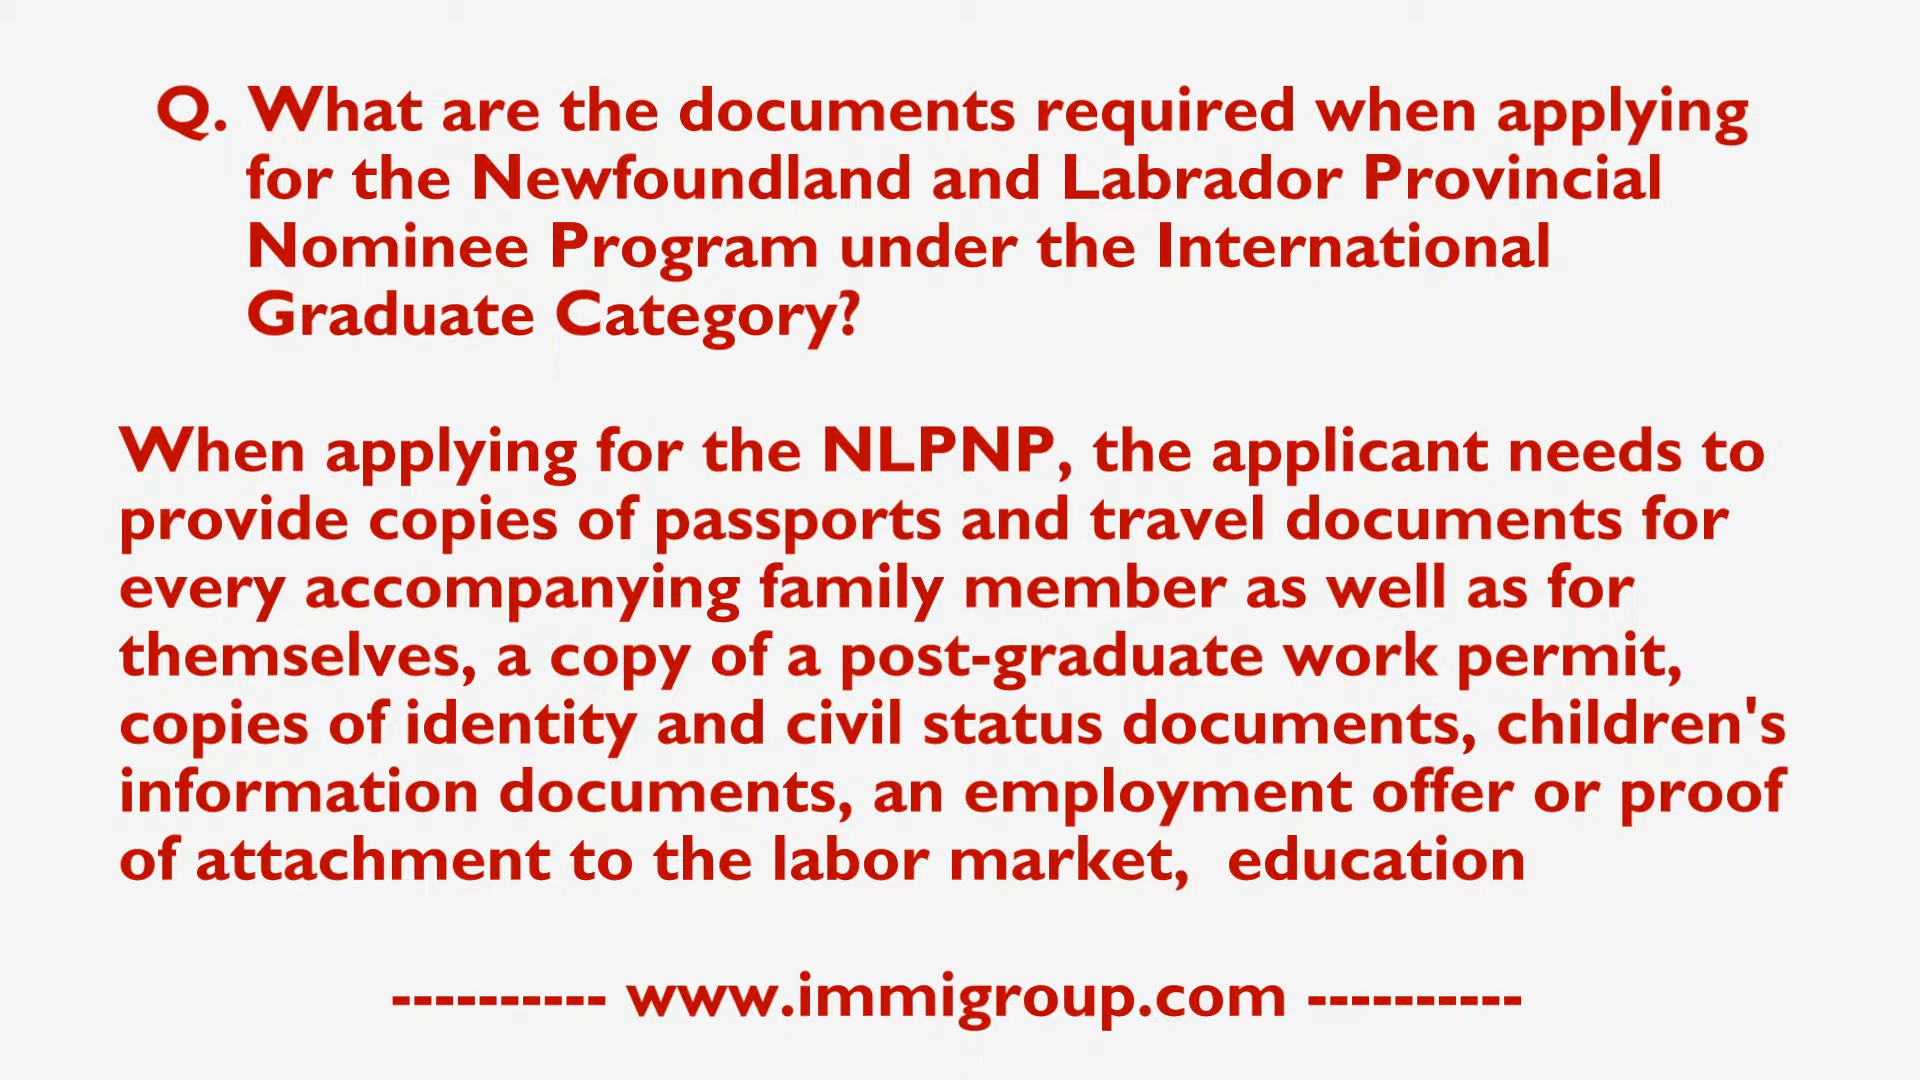 Q. What are the documents required when applying
for the Newfoundland and Labrador Provincial
Nominee Program under the International
Graduate Category?
When applying for the NLPNP, the applicant needs to
provide copies of passports and travel documents for
every accompanying family member as well as for
themselves, a copy of a post-graduate work permit,
copies of identity and civil status documents, children's
information documents, an employment offer or proof
of attachment to the labor market,  education
---------- www.immigroup.com ----------